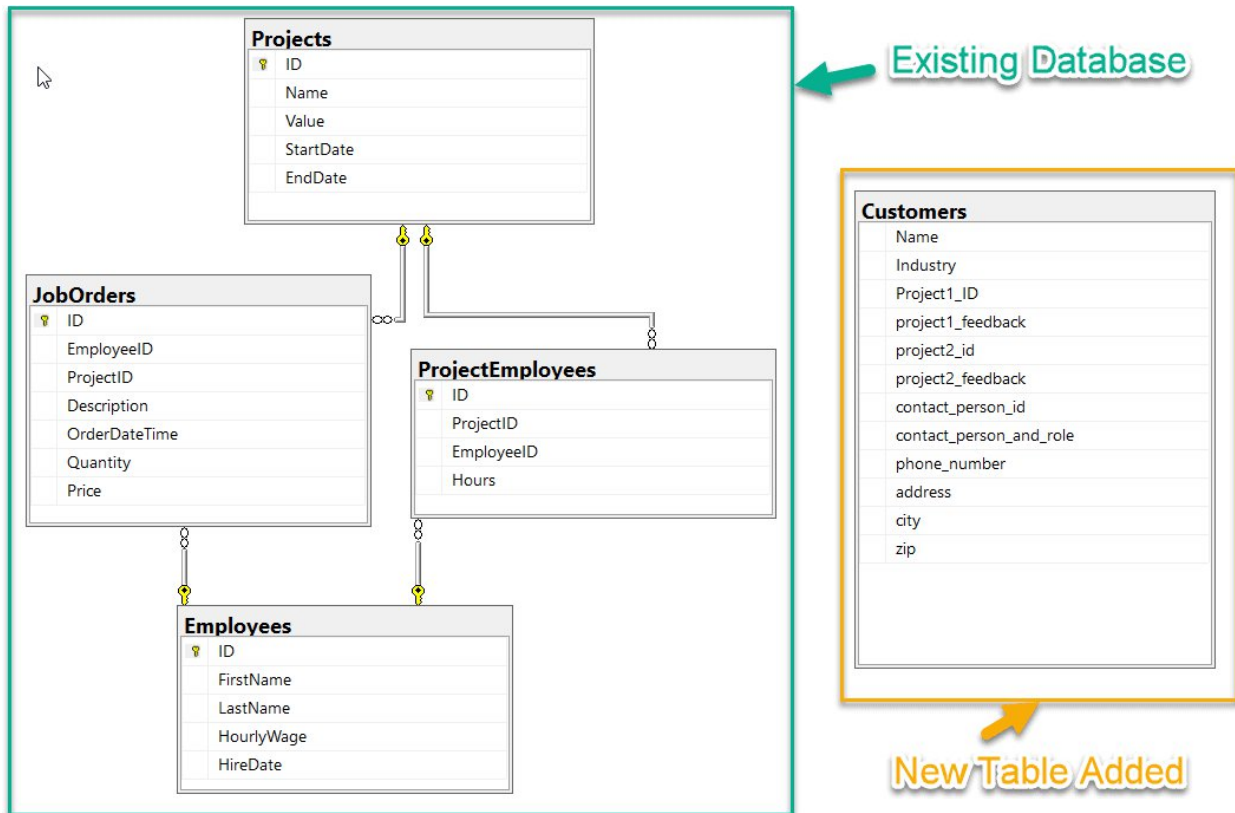 Projects
ID
Name
Value
StartDate
EndDate
Existing Database
JobOrders
ID
EmployeeID
ProjectID
Description
OrderDateTime
Quantity
Price
ProjectEmployees
ID
ProjectID
EmployeeID
Hours
Employees
ID
FirstName
LastName
HourlyWage
HireDate
Customers
Name
Industry
Project1_ID
project1_feedback
project2_id
project2_feedback
contact_person_id
contact_person_and_role
phone_number
address
city
zip
New Table Added